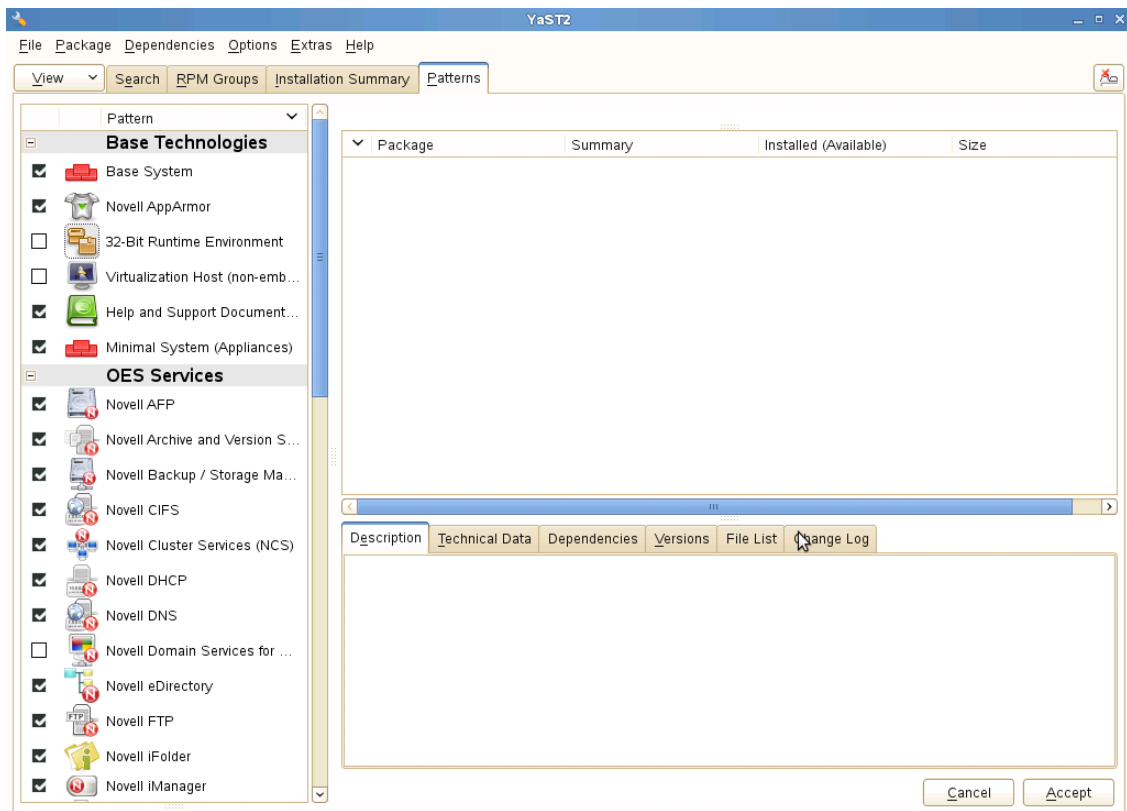 YaST2
File Package Dependencies Options Extras Help
View Search RPM Groups Installation Summary Patterns
Pattern
Base Technologies
Base System
Novell AppArmor
32-Bit Runtime Environment
Virtualization Host (non-emb...
Help and Support Document...
Minimal System (Appliances)
OES Services
Novell AFP
Novell Archive and Version S...
Novell Backup / Storage Ma...
Novell CIFS
Novell Cluster Services (NCS)
Novell DHCP
Novell DNS
Novell Domain Services for ...
Novell eDirectory
FTP
Novell FTP
Novell iFolder
Novell iManager
Package Summary Installed (Available) Size
Description Technical Data Dependencies Versions File List Change Log
Cancel Accept